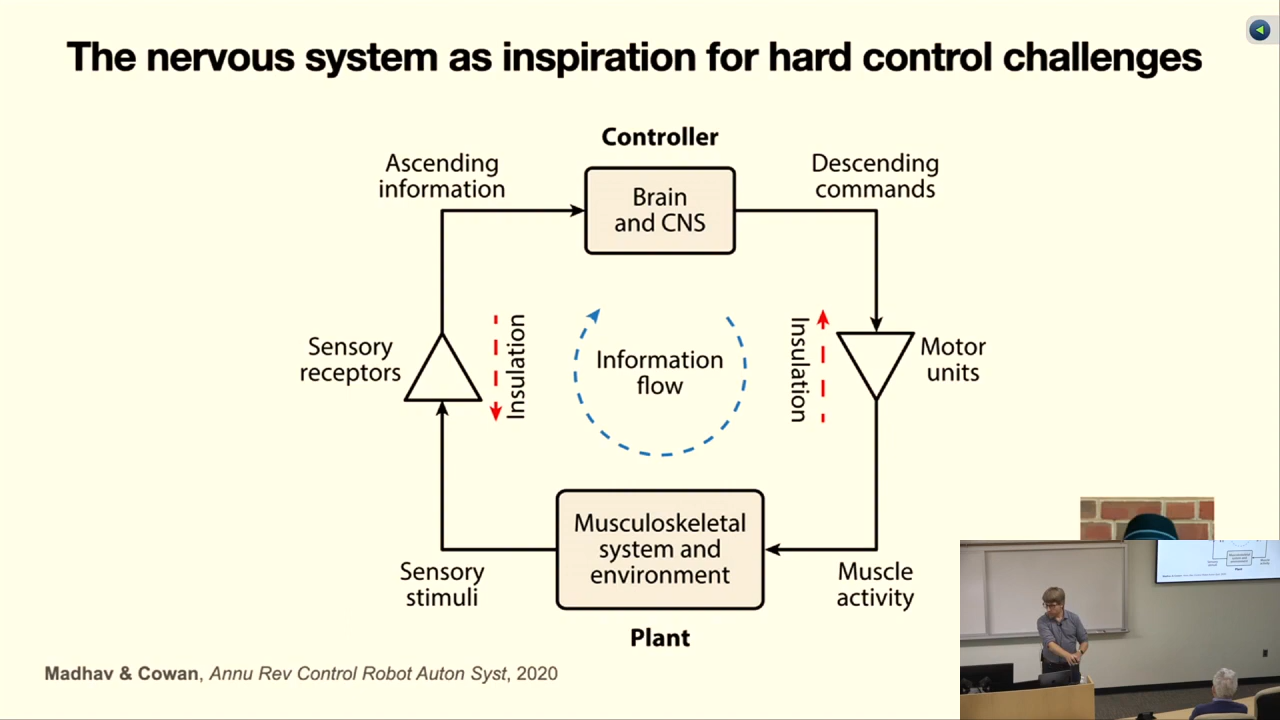 The nervous system as inspiration for hard control challenges
Controller
Ascending
information
Brain
and CNS
Descending
commands
Sensory
receptors
Insulation
Information
flow
Insulation
Motor
units
Musculoskeletal
system and
environment
Sensory
stimuli
Muscle
activity
Plant
Madhav & Cowan, Annu Rev Control Robot Auton Syst, 2020